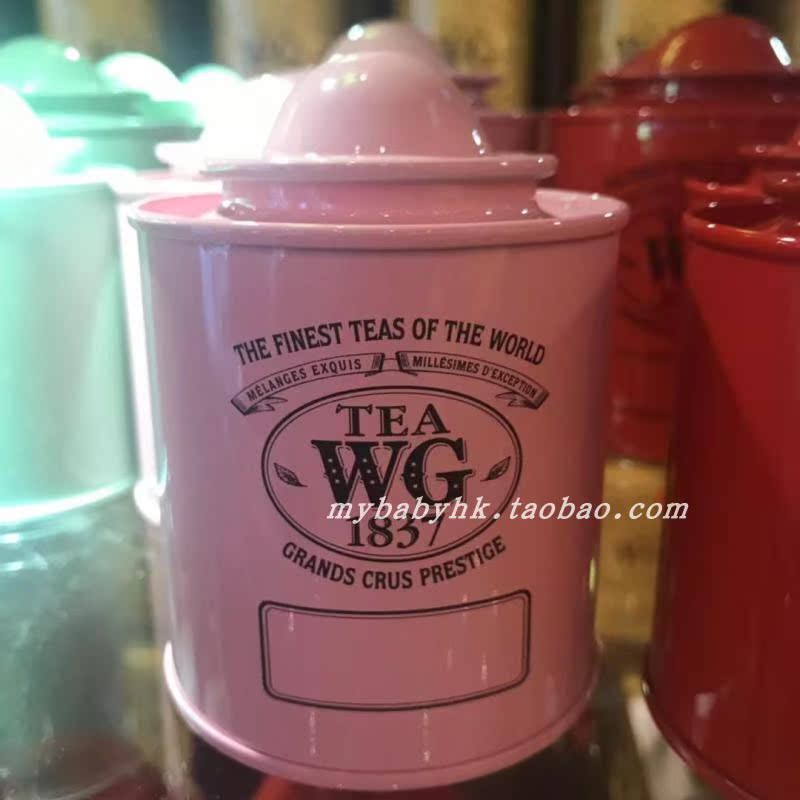 THE FINEST TEAS OF THE WORLD
MÉLANGES EXQUIS MILLÉSIMES D'EXCEPTION
TEA
WG
mybabyhk.taobao.com
1837
GRANDS CRUS PRESTIGE